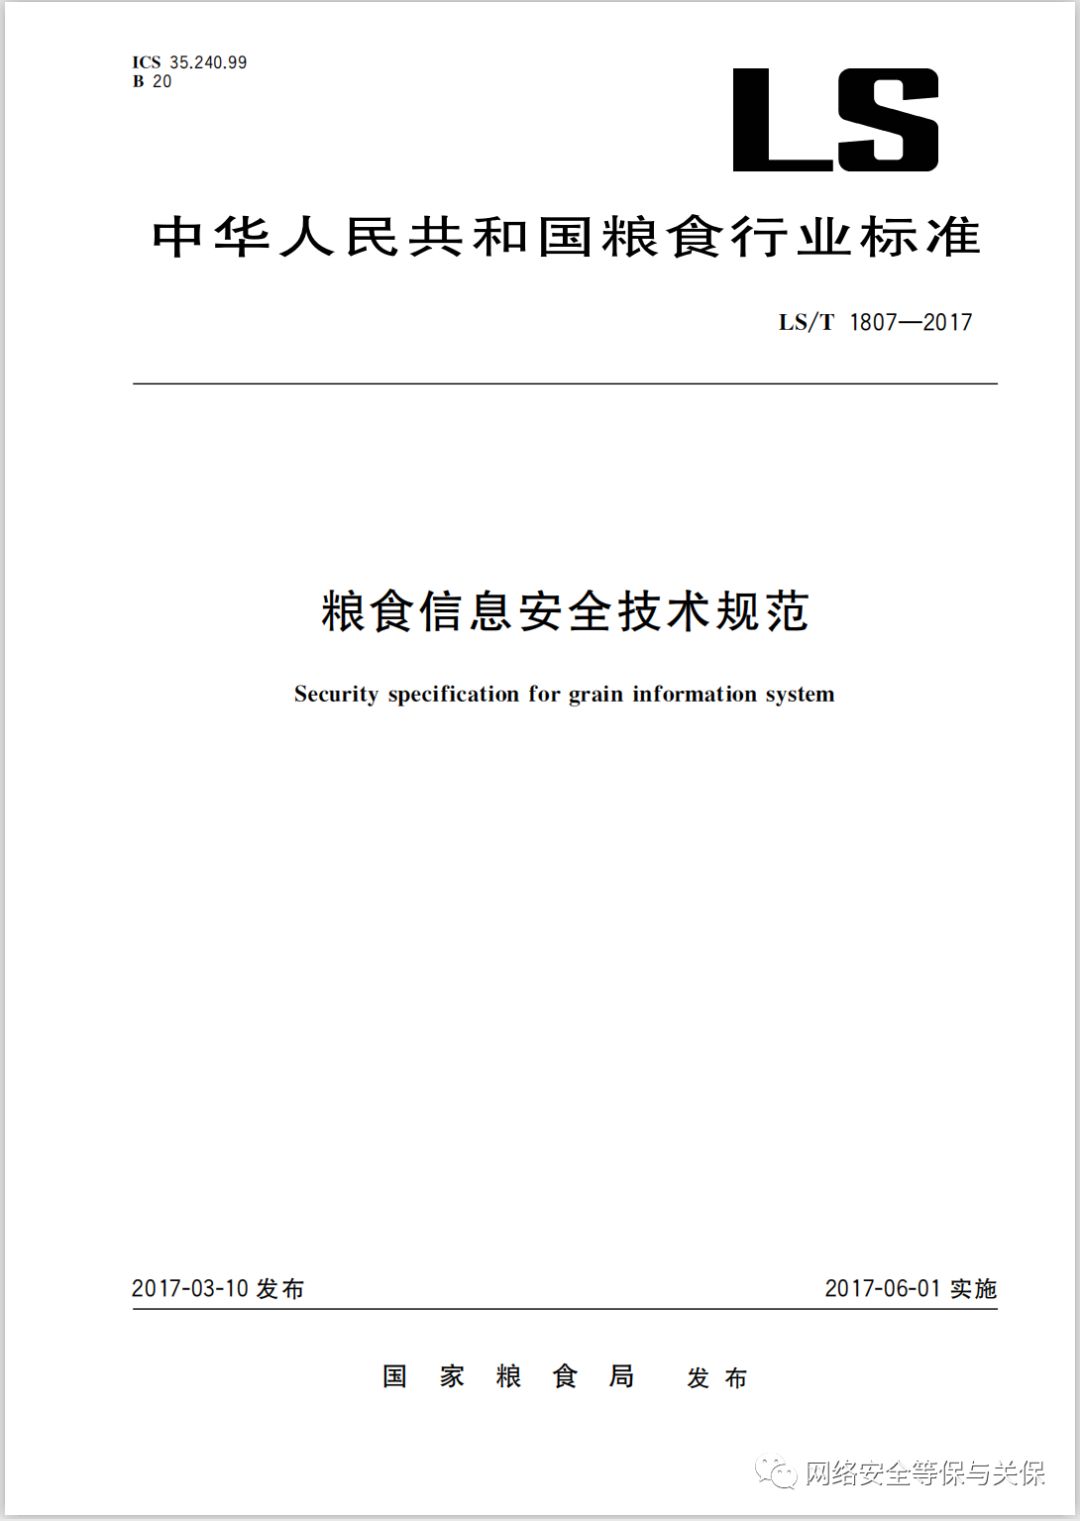 ICS 35.240.99
B 20
LS
中华人民共和国粮食行业标准
LS/T 1807—2017
粮食信息安全技术规范
Security specification for grain information system
2017-03-10 发布
2017-06-01 实施
国家粮食局 发布
网络安全等保与关保